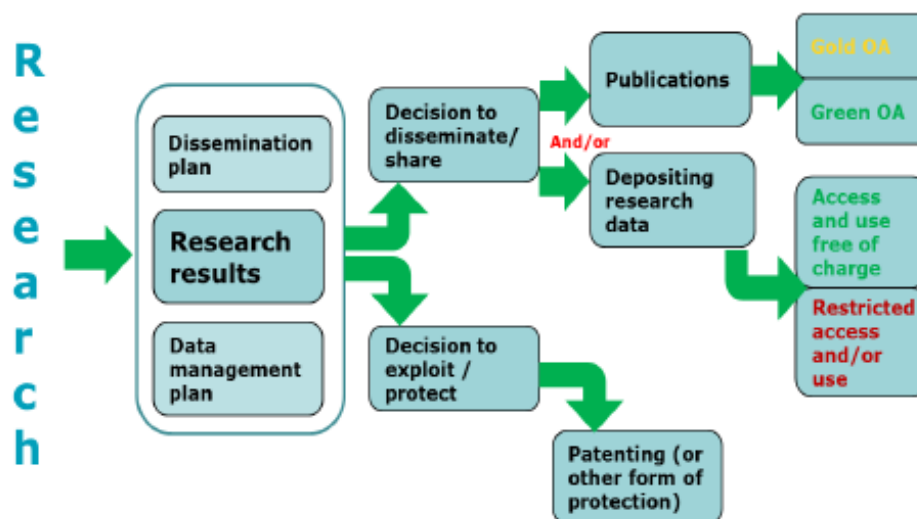 Research
Dissemination
plan
Research
results
Data
management
plan
Decision to
disseminate/
share
Decision to
exploit /
protect
And/or
Publications
Depositing
research
data
Patenting (or
other form of
protection)
Gold OA
Green OA
Access
and use
free of
charge
Restricted
access
and/or
use